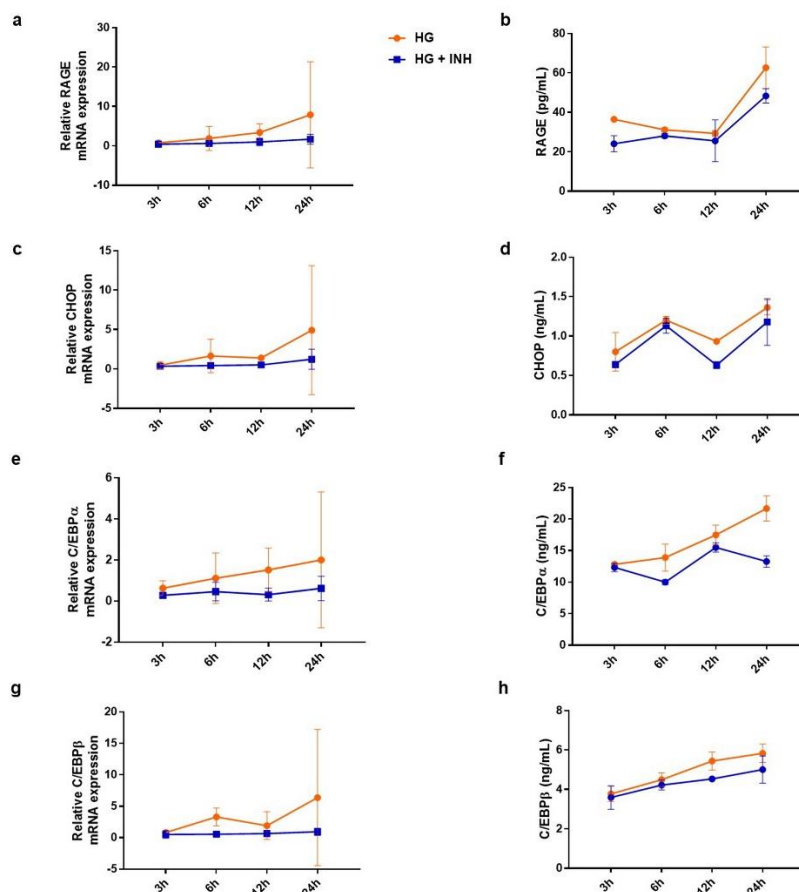 a
Relative RAGE
mRNA expression
30
20
10
0
-10
3h
6h
12h
24h
HG
HG + INH
b
RAGE (pg/mL)
80
60
40
20
0
3h
6h
12h
24h
c
Relative CHOP
mRNA expression
15
10
5
0
-5
3h
6h
12h
24h
d
CHOP (ng/mL)
2.0
1.5
1.0
0.5
0.0
3h
6h
12h
24h
e
Relative C/EBPα
mRNA expression
6
4
2
0
-2
3h
6h
12h
24h
f
C/EBPα (ng/mL)
25
20
15
10
5
0
3h
6h
12h
24h
g
Relative C/EBPβ
mRNA expression
20
15
10
5
0
-5
3h
6h
12h
24h
h
C/EBPβ (ng/mL)
8
6
4
2
0
3h
6h
12h
24h